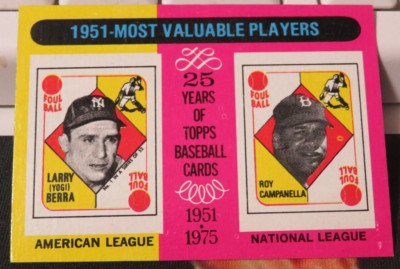 1951-MOST VALUABLE PLAYERS
FOUL
BALL
LARRY
(YOGI)
BERRA
FOUL
BALL
AMERICAN LEAGUE
25
YEARS
OF
TOPPS
BASEBALL
CARDS
1951
•
1975
FOUL
BALL
ROY
CAMPANELLA
FOUL
BALL
NATIONAL LEAGUE